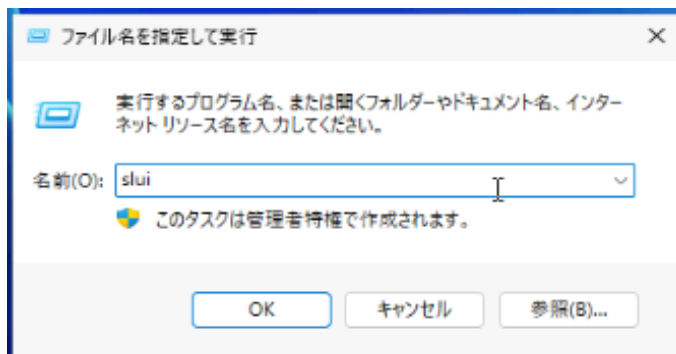 ファイル名を指定して実行
実行するプログラム名、または開くフォルダーやドキュメント名、インター
ネット リソース名を入力してください。
名前(O): slui
このタスクは管理者特権で作成されます。
OK キャンセル 参照(B)...